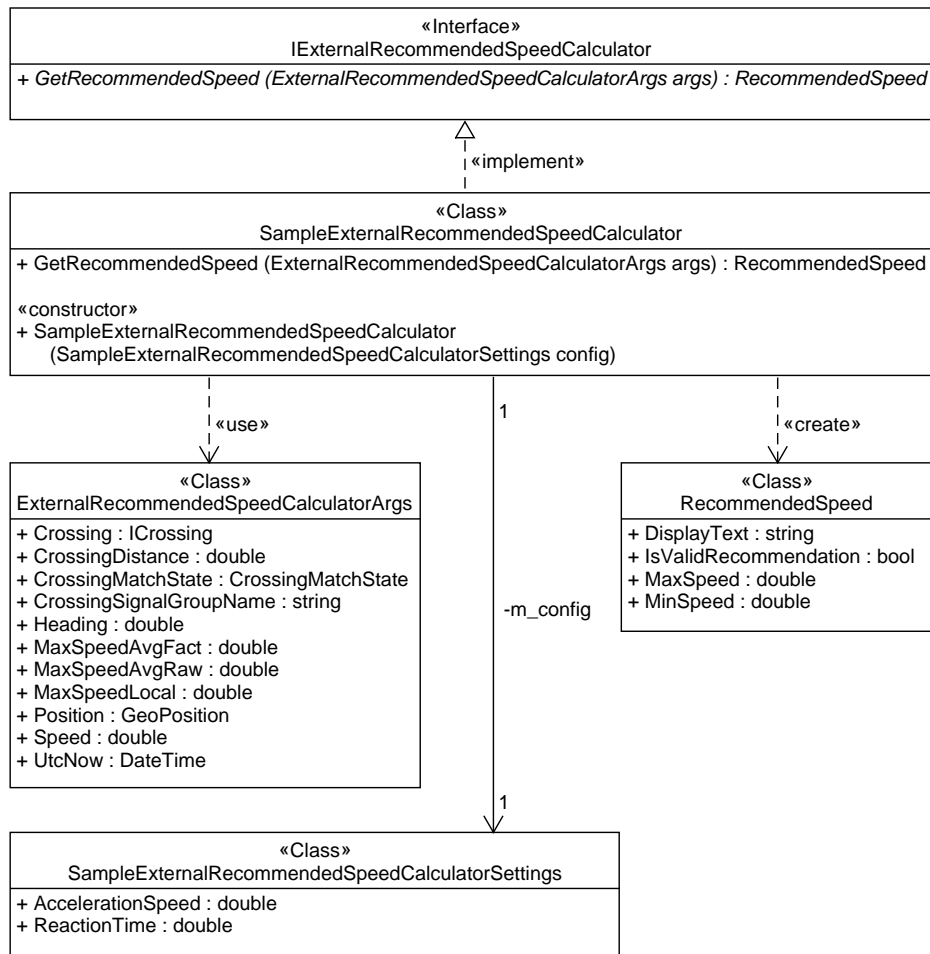 «Interface»
IExternalRecommendedSpeedCalculator
+ GetRecommendedSpeed (ExternalRecommendedSpeedCalculatorArgs args) : RecommendedSpeed
«implement»
«Class»
SampleExternalRecommendedSpeedCalculator
+ GetRecommendedSpeed (ExternalRecommendedSpeedCalculatorArgs args) : RecommendedSpeed
«constructor»
+ SampleExternalRecommendedSpeedCalculator
(SampleExternalRecommendedSpeedCalculatorSettings config)
1
«use»
«create»
«Class»
ExternalRecommendedSpeedCalculatorArgs
+ Crossing : ICrossing
+ CrossingDistance : double
+ CrossingMatchState : CrossingMatchState
+ CrossingSignalGroupName : string
+ Heading : double
+ MaxSpeedAvgFact : double
+ MaxSpeedAvgRaw : double
+ MaxSpeedLocal : double
+ Position : GeoPosition
+ Speed : double
+ UtcNow : DateTime
-m_config
«Class»
RecommendedSpeed
+ DisplayText : string
+ IsValidRecommendation : bool
+ MaxSpeed : double
+ MinSpeed : double
1
«Class»
SampleExternalRecommendedSpeedCalculatorSettings
+ AccelerationSpeed : double
+ ReactionTime : double